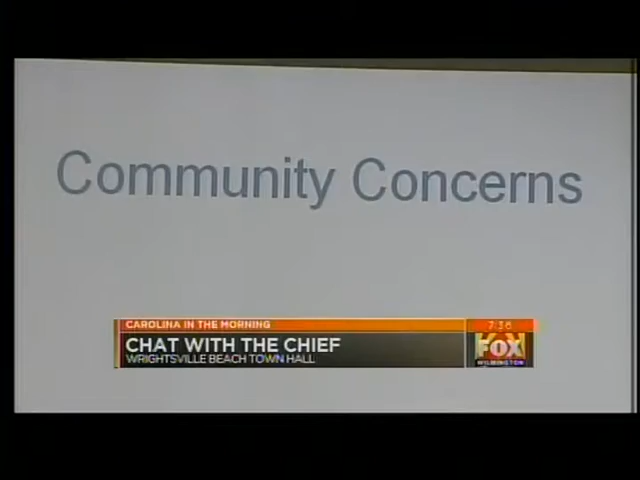 Community Concerns
CAROLINA IN THE MORNING
7:36
CHAT WITH THE CHIEF
WRIGHTSVILLE BEACH TOWN HALL
FOX
WILMINGTON